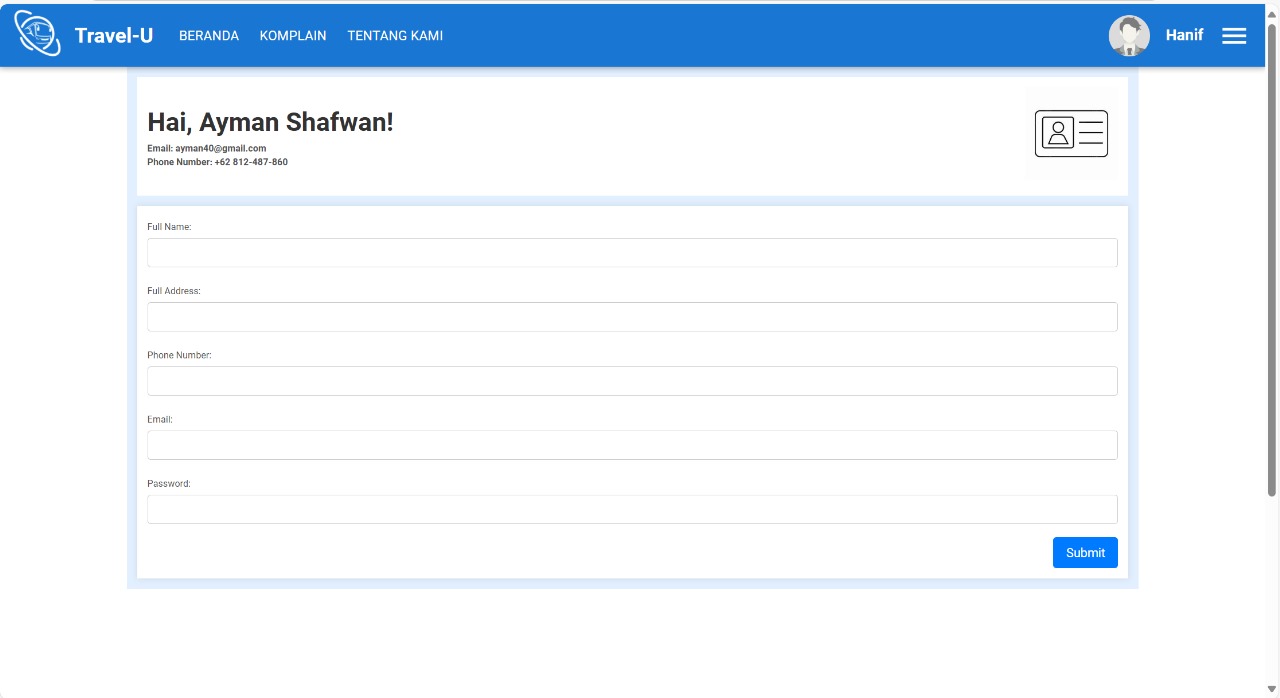 Travel-U BERANDA KOMPLAIN TENTANG KAMI Hanif
Hai, Ayman Shafwan!
Email: ayman40@gmail.com
Phone Number: +62 812-487-860
Full Name:
Full Address:
Phone Number:
Email:
Password:
Submit